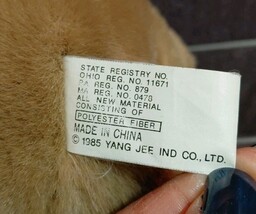 STATE REGISTRY NO.
OHIO REG. NO. 11671
PA REG. NO. 879
MA. REG. NO. 0478
ALL NEW MATERIAL
CONSISTING OF
POLYESTER FIBER
MADE IN CHINA
© 1985 YANG JEE IND CO., LTD.